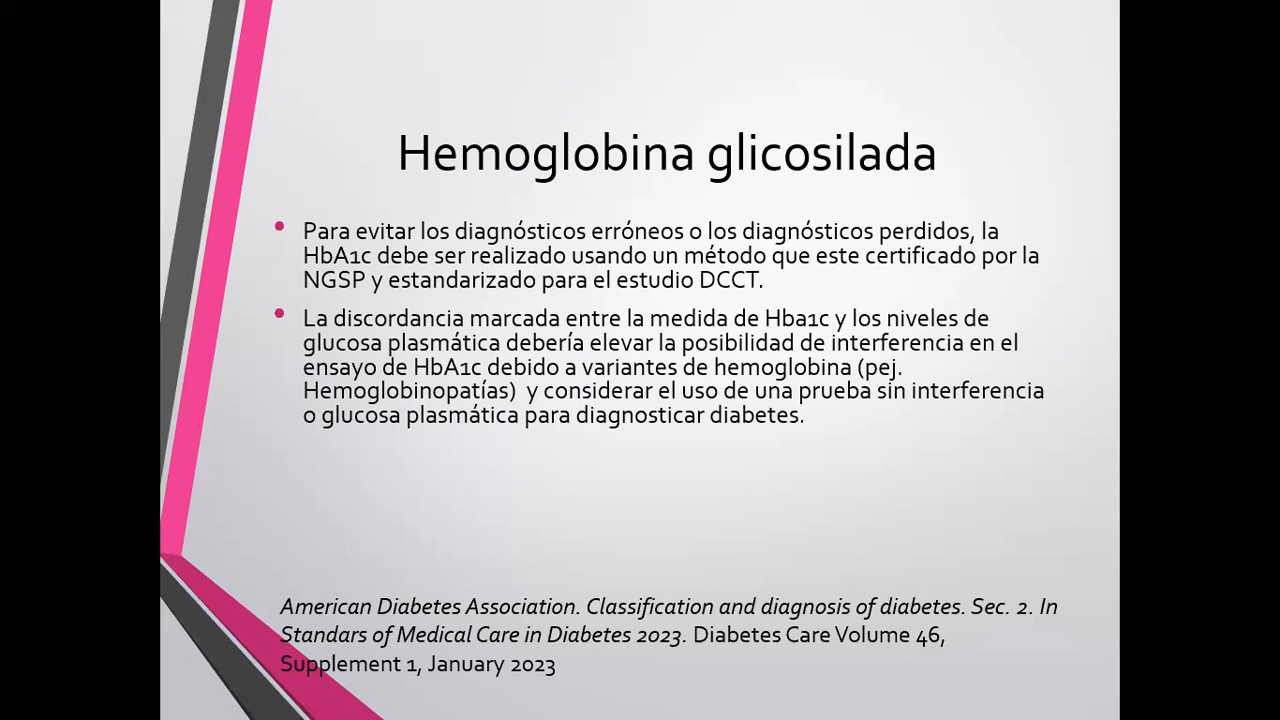 Hemoglobina glicosilada
Para evitar los diagnósticos erróneos o los diagnósticos perdidos, la
HbA1c debe ser realizado usando un método que este certificado por la
NGSP y estandarizado para el estudio DCCT.
La discordancia marcada entre la medida de Hba1c y los niveles de
glucosa plasmática debería elevar la posibilidad de interferencia en el
ensayo de HbA1c debido a variantes de hemoglobina (pej.
Hemoglobinopatías) y considerar el uso de una prueba sin interferencia
o glucosa plasmática para diagnosticar diabetes.
American Diabetes Association. Classification and diagnosis of diabetes. Sec. 2. In
Standars of Medical Care in Diabetes 2023. Diabetes Care Volume 46,
Supplement 1, January 2023